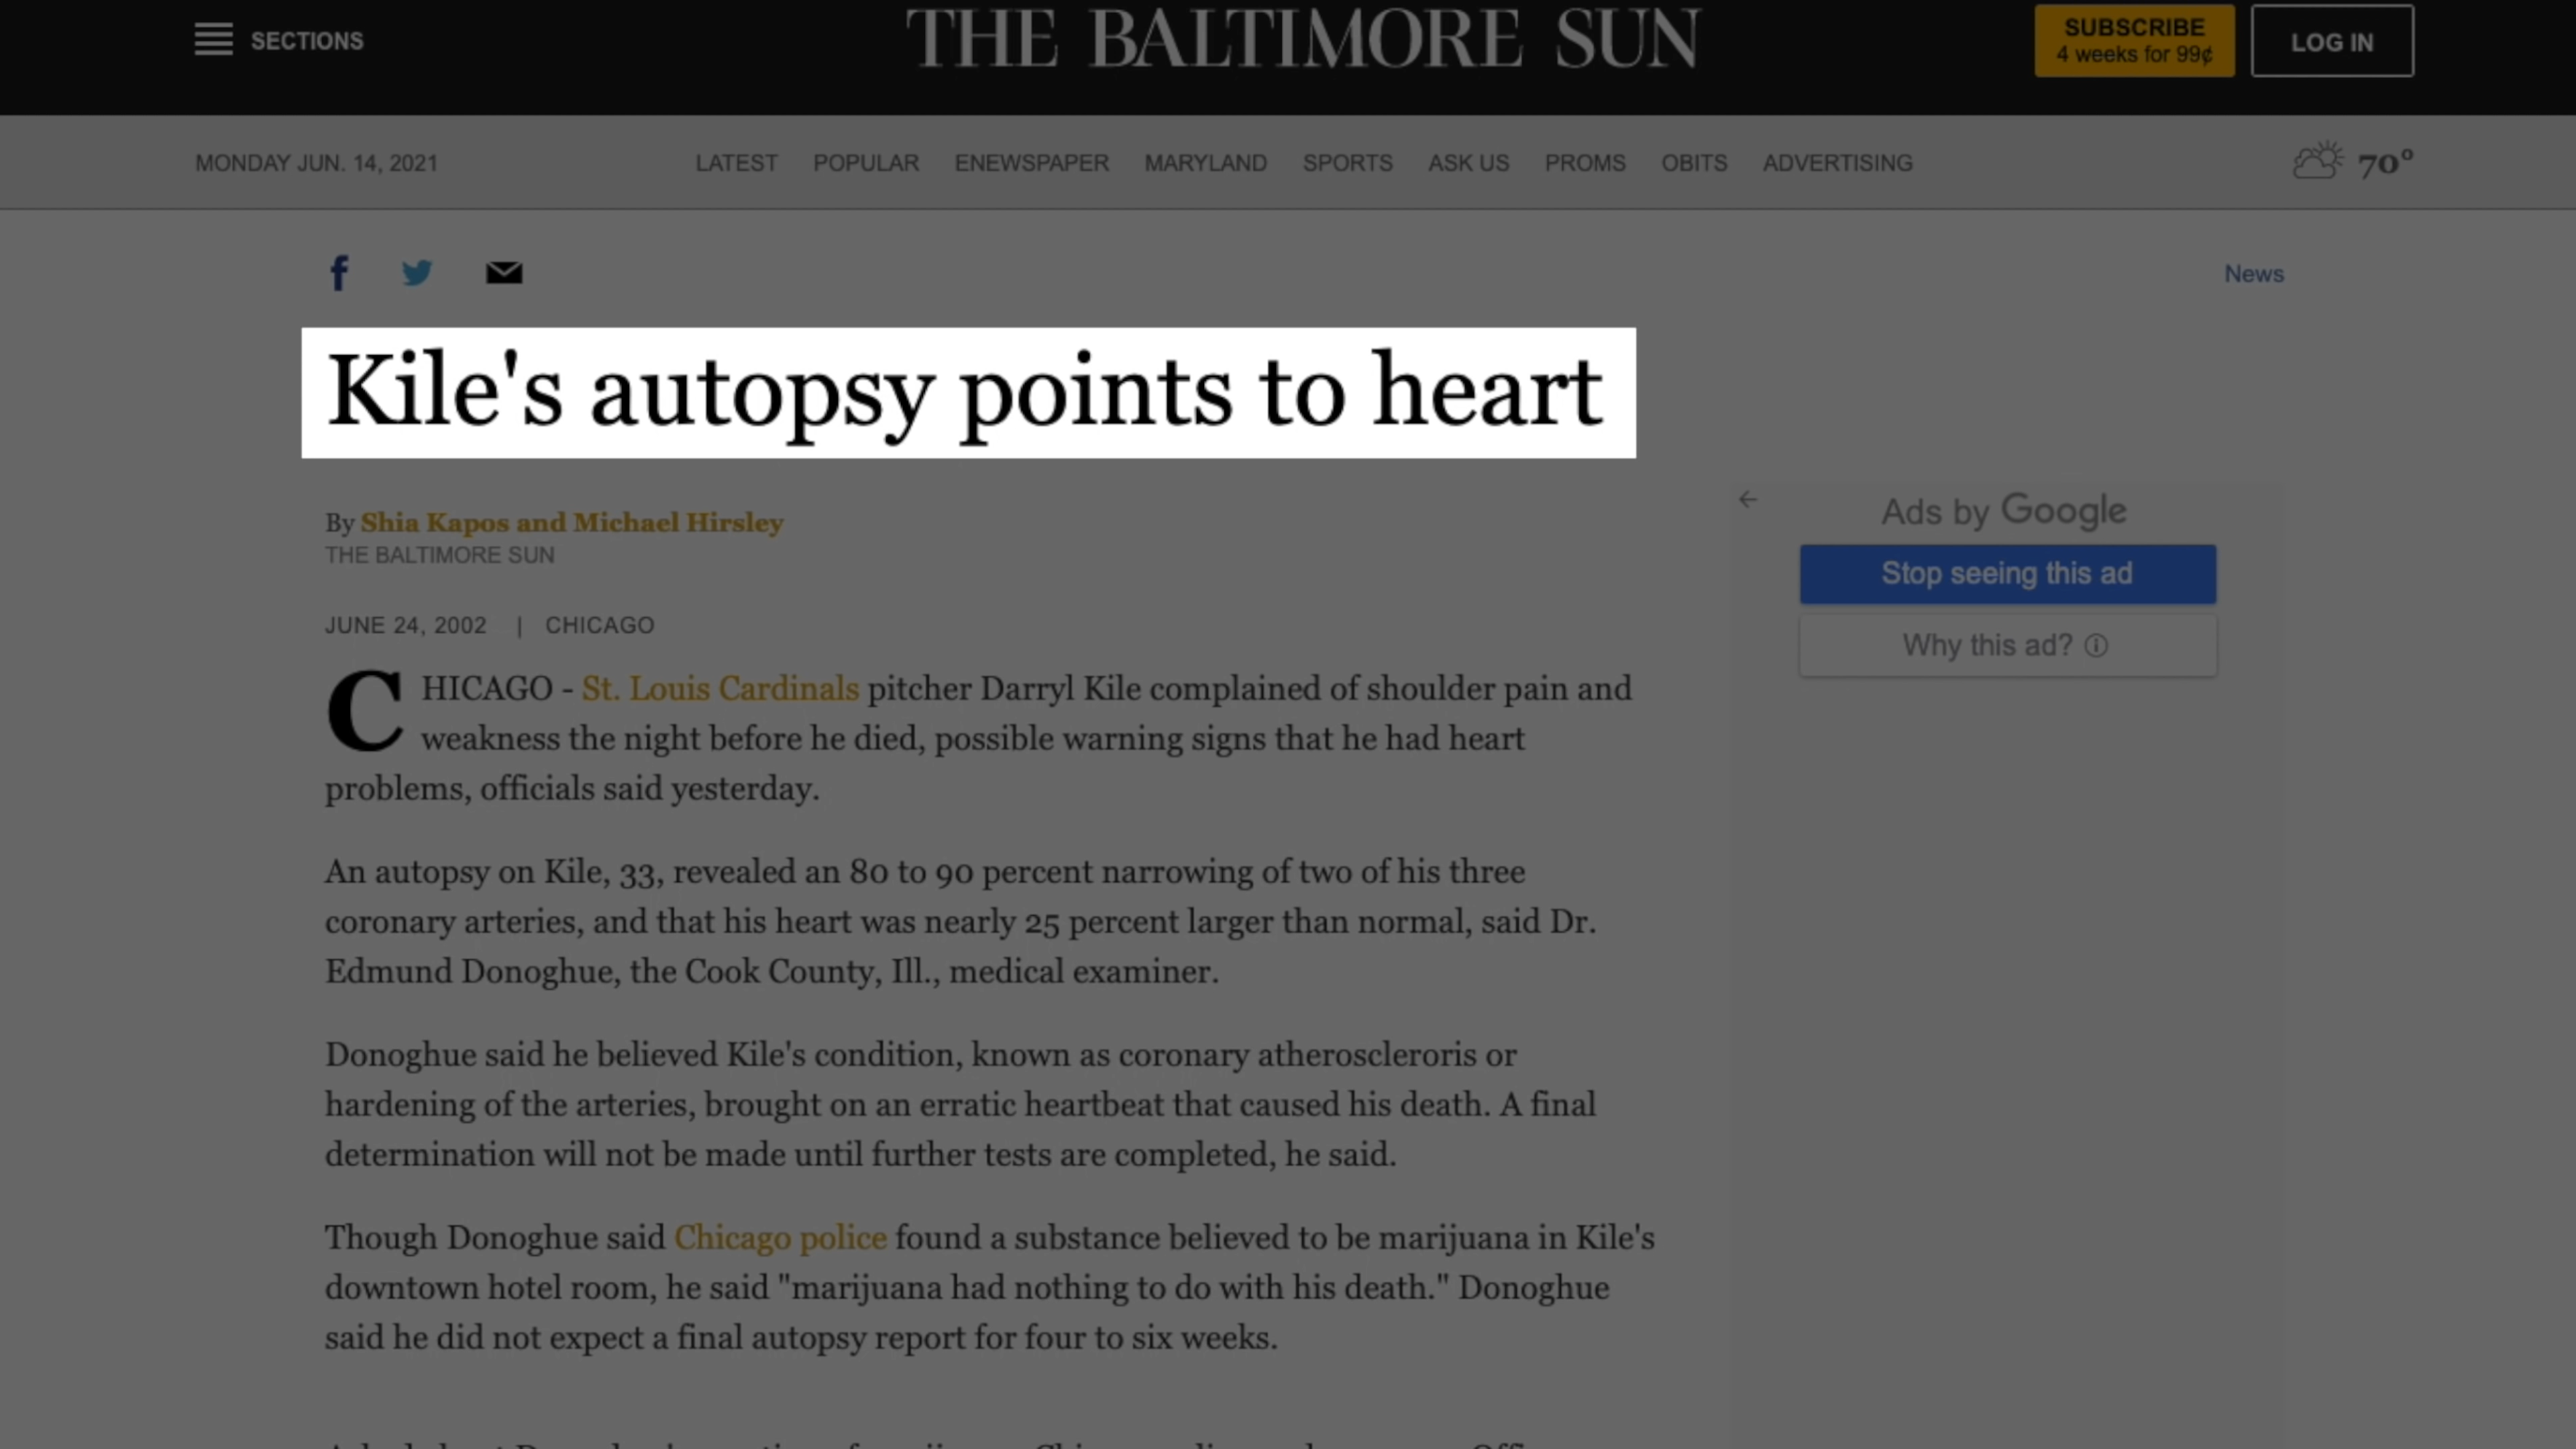 SECTIONS
THE BALTIMORE SUN
SUBSCRIBE
4 weeks for 99¢
LOG IN
MONDAY JUN. 14, 2021
LATEST POPULAR ENEWSPAPER MARYLAND SPORTS ASK US PROMS OBITS ADVERTISING
70°
News
Kile's autopsy points to heart
By Shia Kapos and Michael Hirsley
THE BALTIMORE SUN
JUNE 24, 2002 | CHICAGO
CHICAGO - St. Louis Cardinals pitcher Darryl Kile complained of shoulder pain and
weakness the night before he died, possible warning signs that he had heart
problems, officials said yesterday.
An autopsy on Kile, 33, revealed an 80 to 90 percent narrowing of two of his three
coronary arteries, and that his heart was nearly 25 percent larger than normal, said Dr.
Edmund Donoghue, the Cook County, Ill., medical examiner.
Donoghue said he believed Kile's condition, known as coronary atheroscleroris or
hardening of the arteries, brought on an erratic heartbeat that caused his death. A final
determination will not be made until further tests are completed, he said.
Though Donoghue said Chicago police found a substance believed to be marijuana in Kile's
downtown hotel room, he said "marijuana had nothing to do with his death." Donoghue
said he did not expect a final autopsy report for four to six weeks.
Ads by Google
Stop seeing this ad
Why this ad?